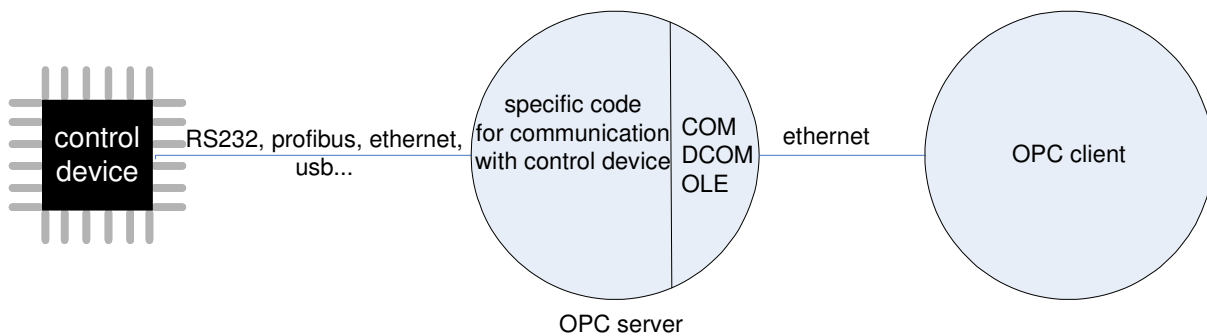 control
device
RS232, profibus, ethernet,
usb...
specific code
for communication
with control device
COM
DCOM
OLE
ethernet
OPC client
OPC server